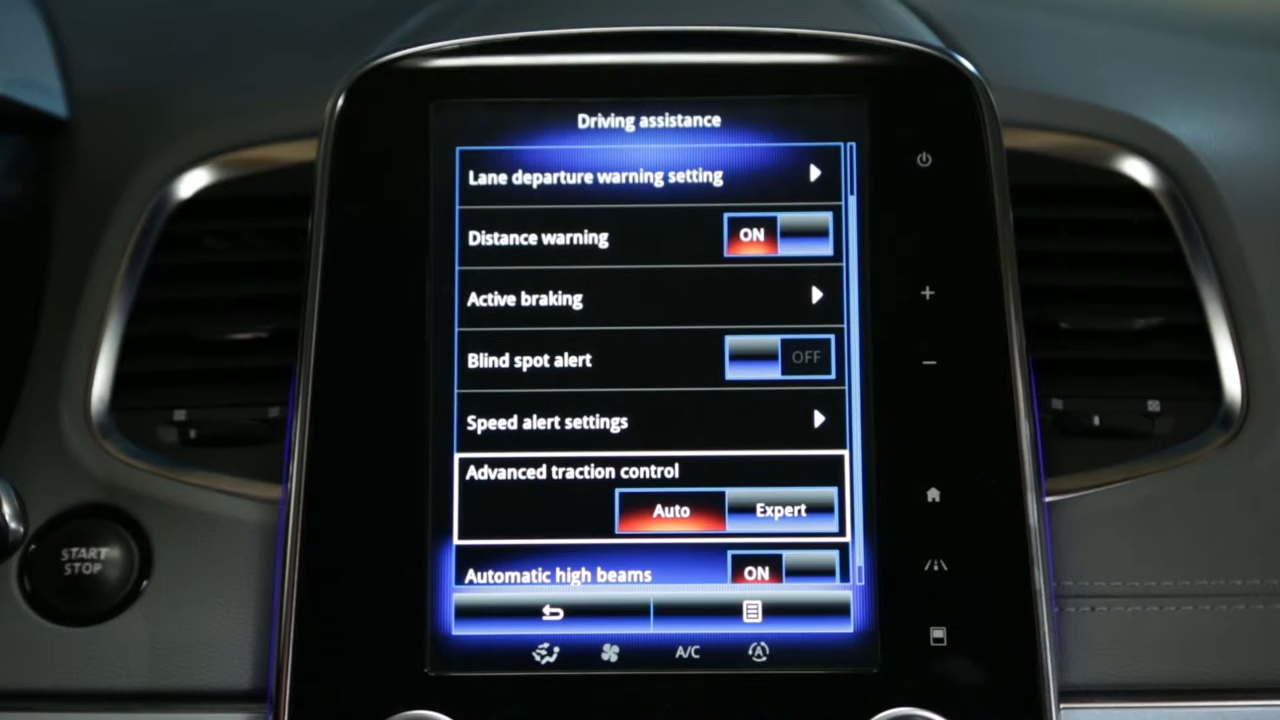 Driving assistance
Lane departure warning setting
Distance warning
ON
Active braking
Blind spot alert
OFF
Speed alert settings
Advanced traction control
Auto
Expert
START
STOP
Automatic high beams
ON
A/C